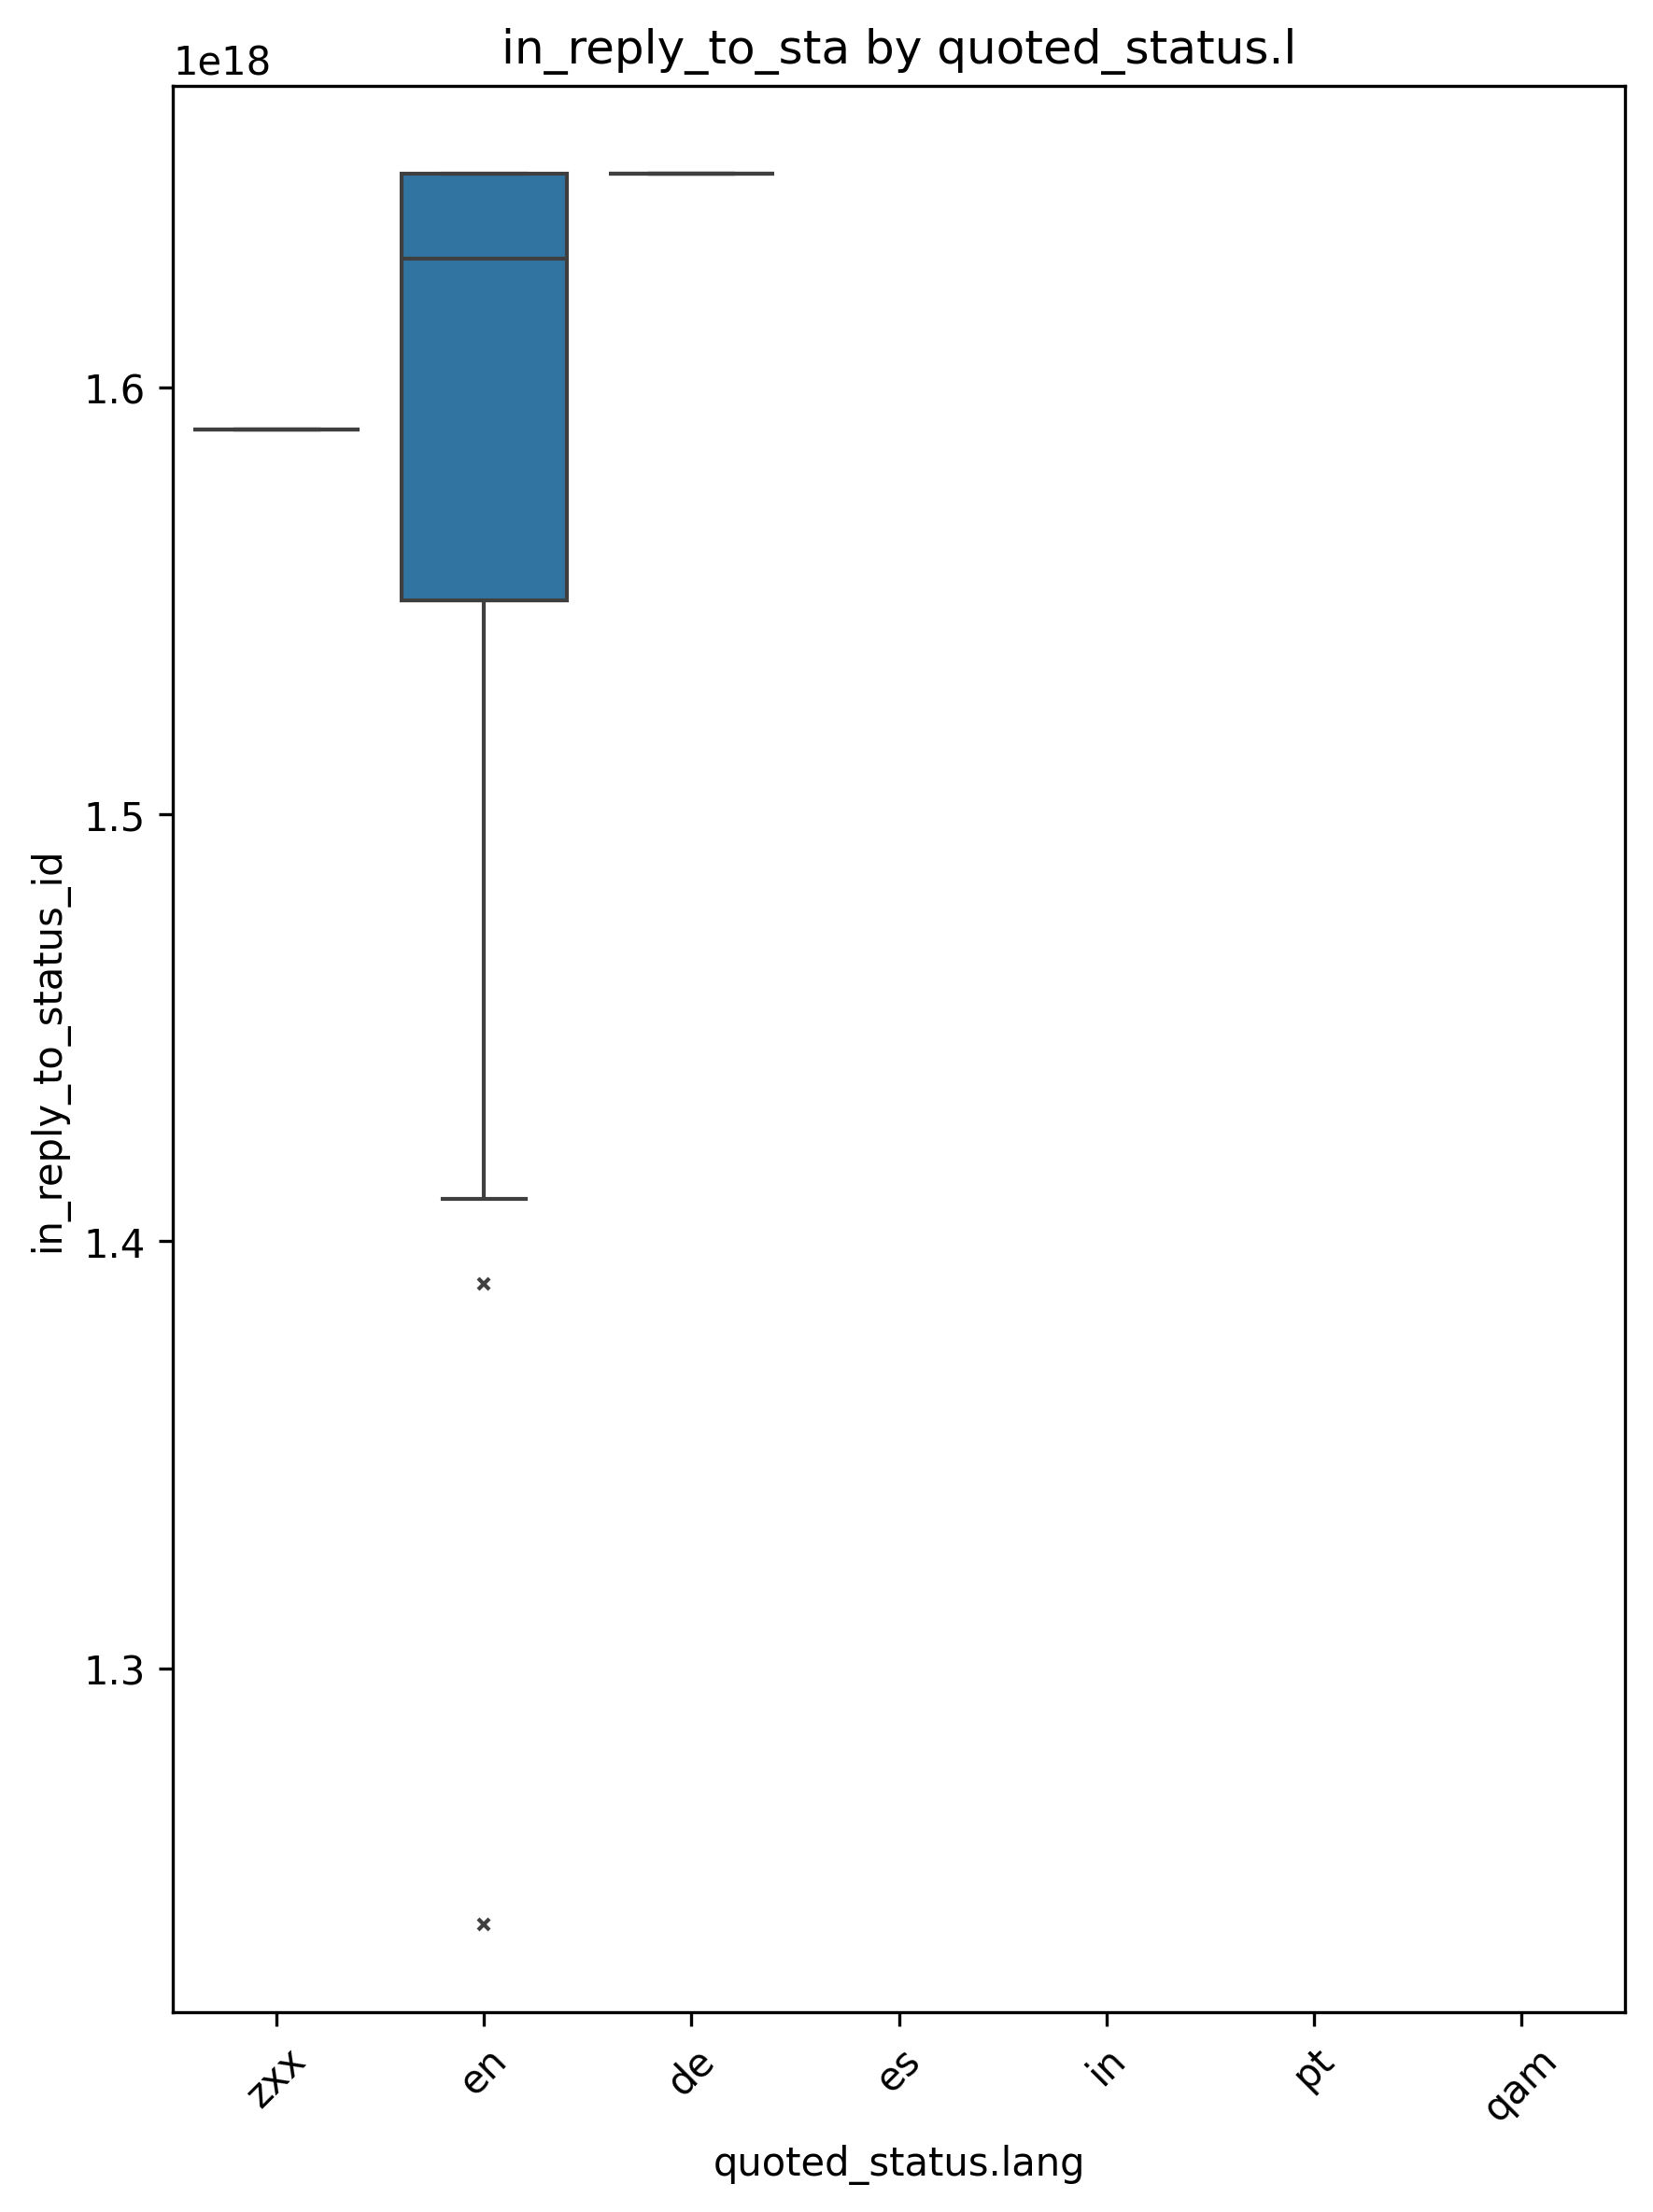 in_reply_to_sta by quoted_status.l
1e18
1.6
1.5
1.4
1.3
in_reply_to_status_id
zxx
en
de
es
in
pt
qam
quoted_status.lang